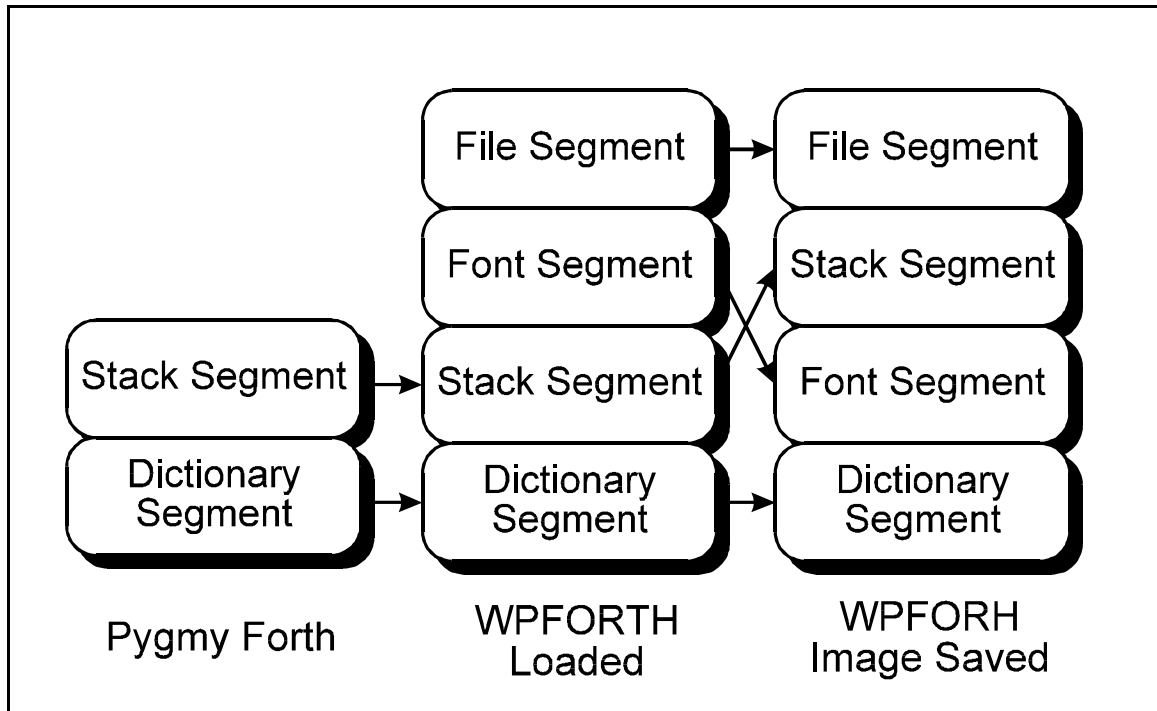 File Segment
File Segment
Font Segment
Stack Segment
Stack Segment
Stack Segment
Font Segment
Dictionary
Segment
Dictionary
Segment
Dictionary
Segment
Pygmy Forth
WPFORTH
Loaded
WPFORH
Image Saved